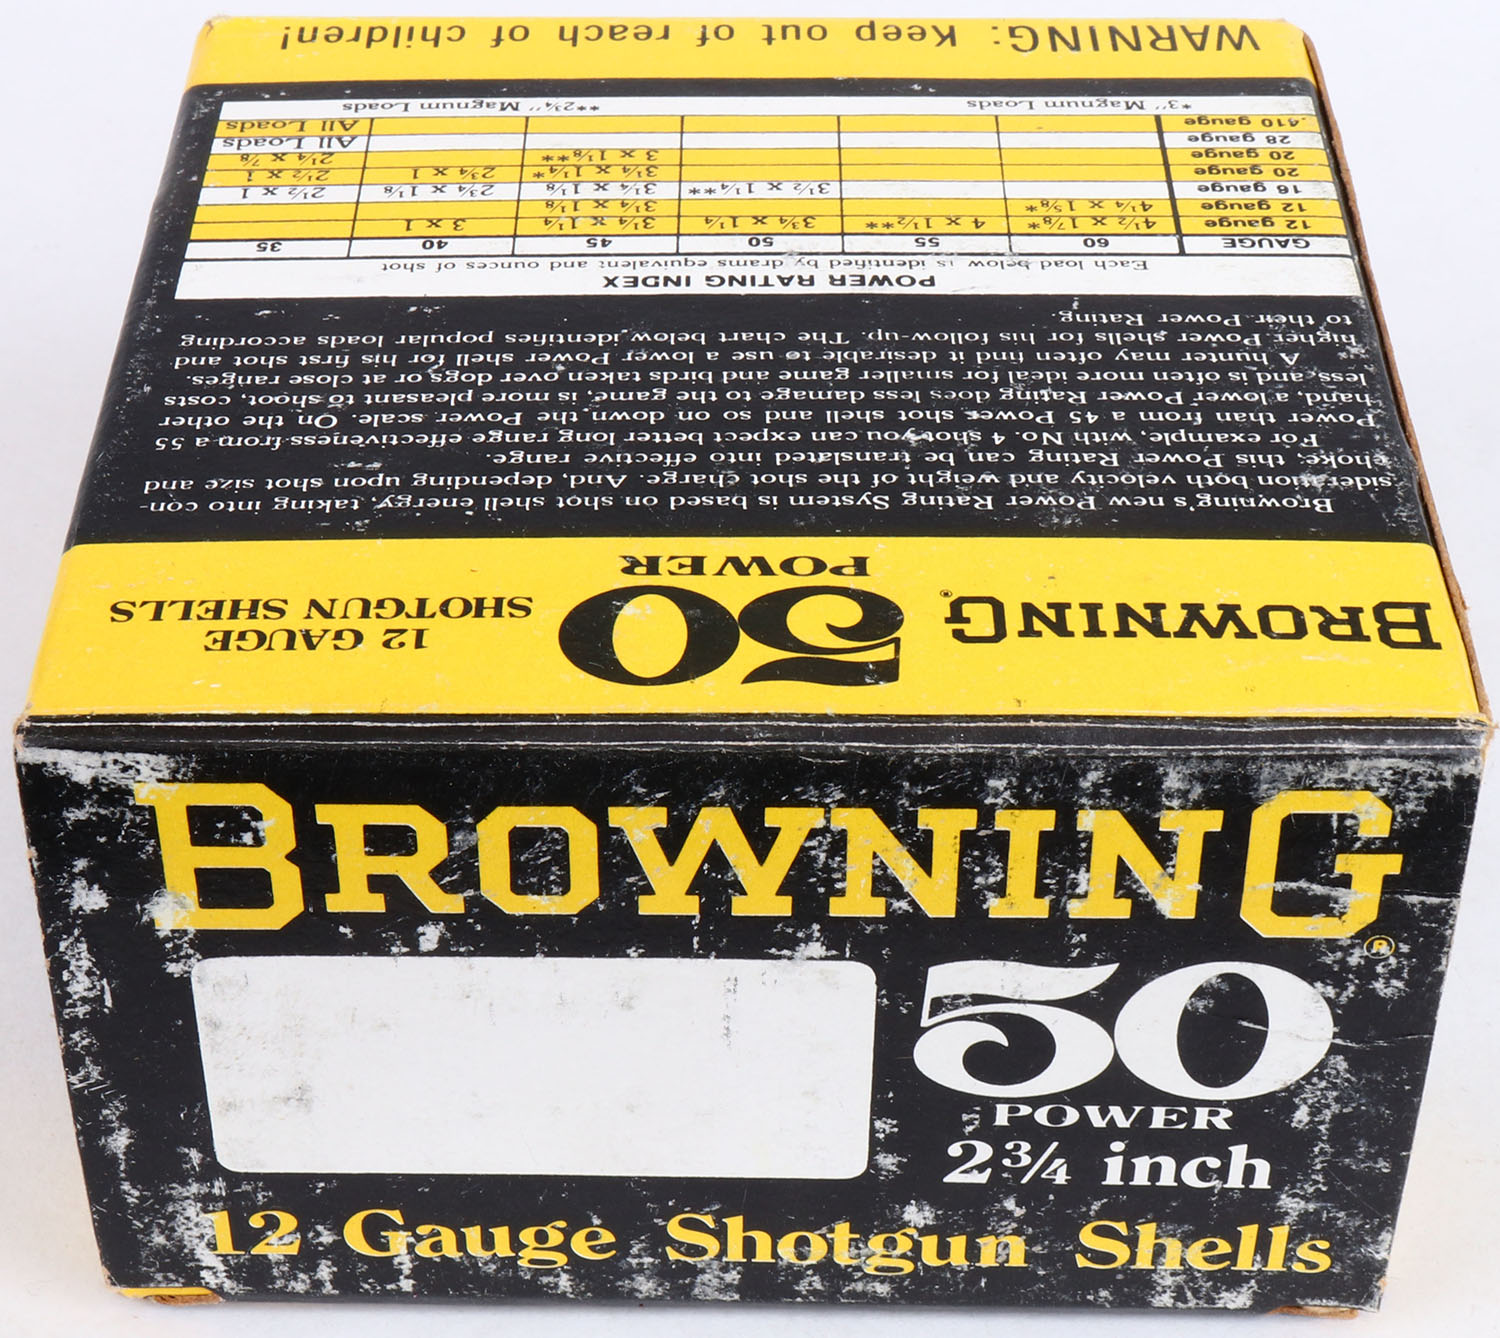 BROWNING®
50
POWER
2¾ inch
12 Gauge Shotgun Shells
BROWNING®
50
POWER
12 GAUGE
SHOTGUN SHELLS
Browning's new Power Rating System is based on shot shell energy, taking into con-
sideration both velocity and weight of the shot charge. And, depending upon shot size and
choke, this Power Rating can be translated into effective range.
For example, with No. 4 shot you can expect better long range effectiveness from a 55
Power than from a 45 Power shot shell and so on down the Power scale. On the other
hand, a lower Power Rating does less damage to the game, is more pleasant to shoot, costs
less, and is often more ideal for smaller game and birds taken over dogs or at close ranges.
A hunter may often find it desirable to use a lower Power shell for his first shot and
higher Power shells for his follow-up. The chart below identifies popular loads according
to their Power Rating.
POWER RATING INDEX
Each load below is identified by drams equivalent and ounces of shot
GAUGE 60 55 50 45 40 35
12 gauge 4½ x 1⅞* 4 x 1½** 3¾ x 1¼ 3¼ x 1¼ 3 x 1
12 gauge 4¼ x 1⅝* 3¼ x 1⅛
16 gauge 3½ x 1¼** 3¼ x 1⅛ 2¾ x 1⅛ 2½ x 1
20 gauge 3¼ x 1¼* 2¾ x 1 2½ x 1
20 gauge 3 x 1⅛** 2¼ x ⅞
28 gauge All Loads
.410 gauge All Loads
*3" Magnum Loads **2¾" Magnum Loads
WARNING: Keep out of reach of children!